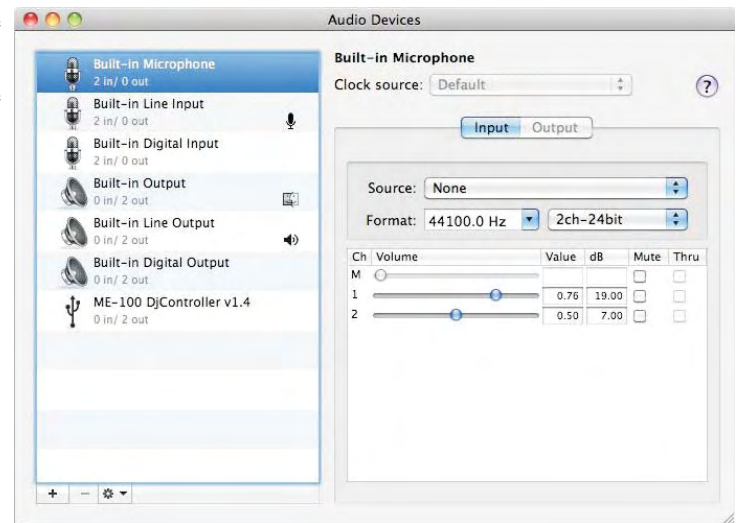 Audio Devices
Built-in Microphone
2 in/ 0 out
Built-in Line Input
2 in/ 0 out
Built-in Digital Input
2 in/ 0 out
Built-in Output
0 in/ 2 out
Built-in Line Output
0 in/ 2 out
Built-in Digital Output
0 in/ 2 out
ME-100 DjController v1.4
0 in/ 2 out
Built-in Microphone
Clock source: Default
?
Input Output
Source: None
Format: 44100.0 Hz 2ch-24bit
Ch Volume Value dB Mute Thru
M
1 0.76 19.00
2 0.50 7.00